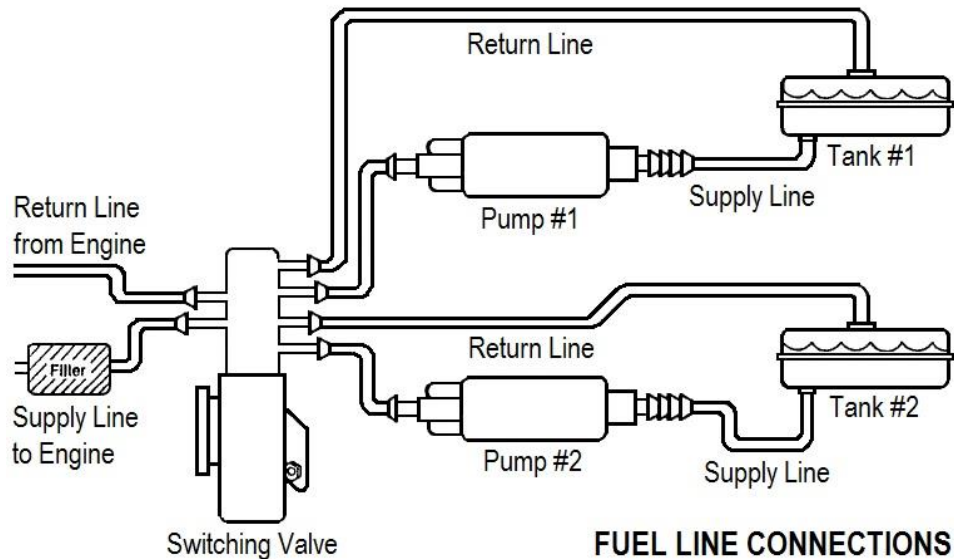 Return Line
Tank #1
Supply Line
Pump #1
Return Line
from Engine
Return Line
Filter
Supply Line
to Engine
Tank #2
Pump #2
Supply Line
Switching Valve
FUEL LINE CONNECTIONS